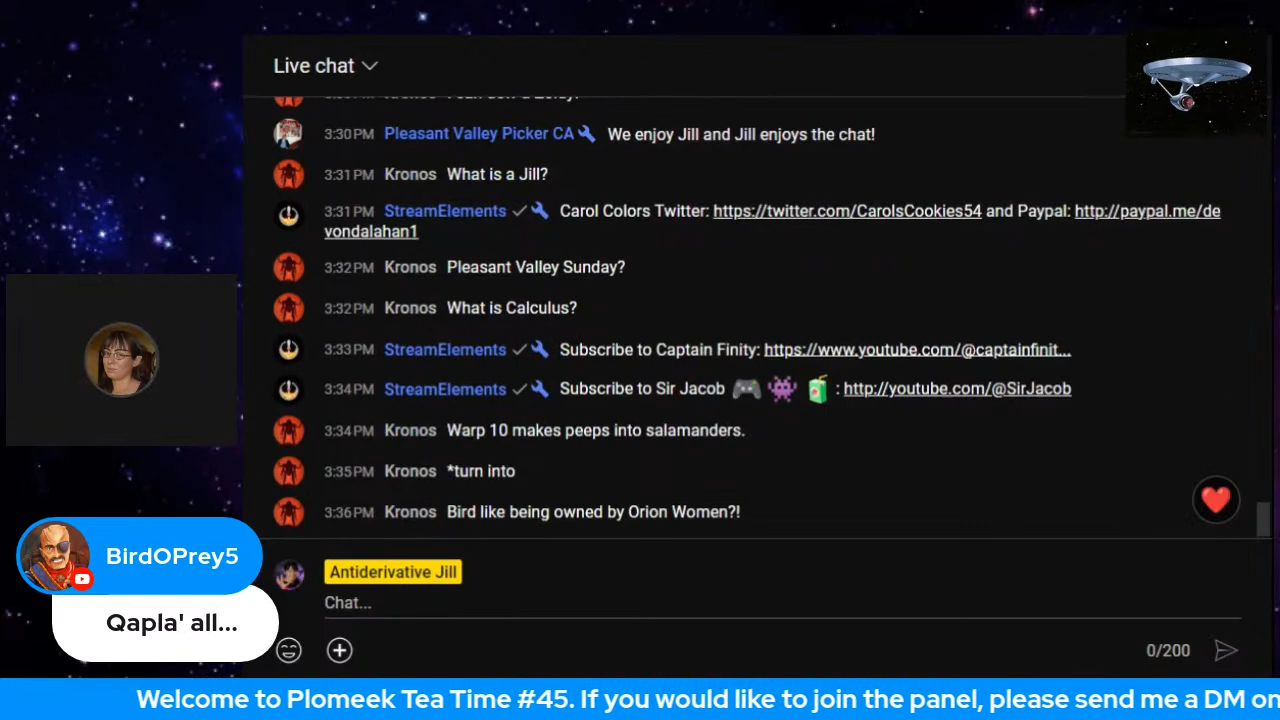 Live chat
3:30 PM Pleasant Valley Picker CA We enjoy Jill and Jill enjoys the chat!
3:31 PM Kronos What is a Jill?
3:31 PM StreamElements Carol Colors Twitter: https://twitter.com/CarolsCookies54 and Paypal: http://paypal.me/de
vondalahan1
3:32 PM Kronos Pleasant Valley Sunday?
3:32 PM Kronos What is Calculus?
3:33 PM StreamElements Subscribe to Captain Finity: https://www.youtube.com/@captainfinit...
3:34 PM StreamElements Subscribe to Sir Jacob 🎮 👾 🧃 : http://youtube.com/@SirJacob
3:34 PM Kronos Warp 10 makes peeps into salamanders.
3:35 PM Kronos *turn into
3:36 PM Kronos Bird like being owned by Orion Women?!
BirdOPrey5
Qapla' all...
Antiderivative Jill
Chat...
0/200
Welcome to Plomeek Tea Time #45. If you would like to join the panel, please send me a DM on